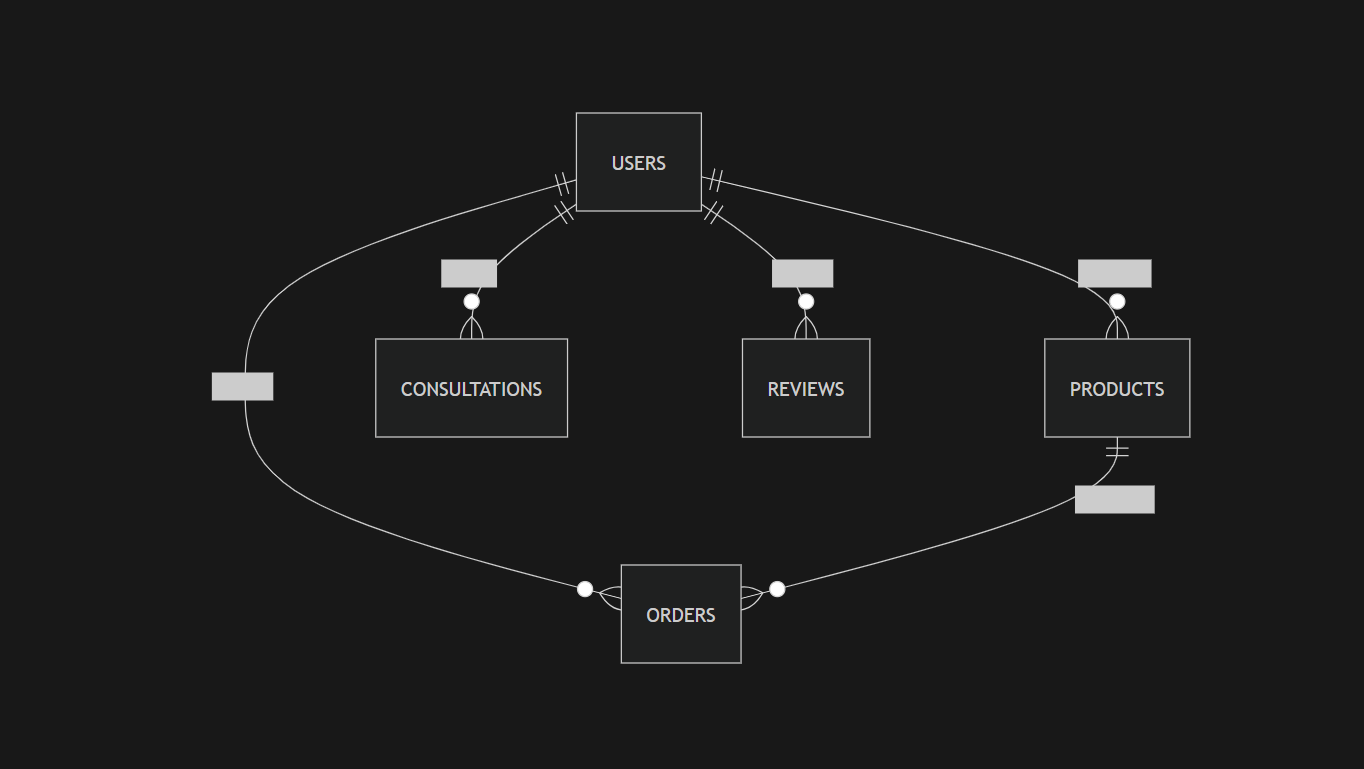 USERS
CONSULTATIONS
REVIEWS
PRODUCTS
ORDERS